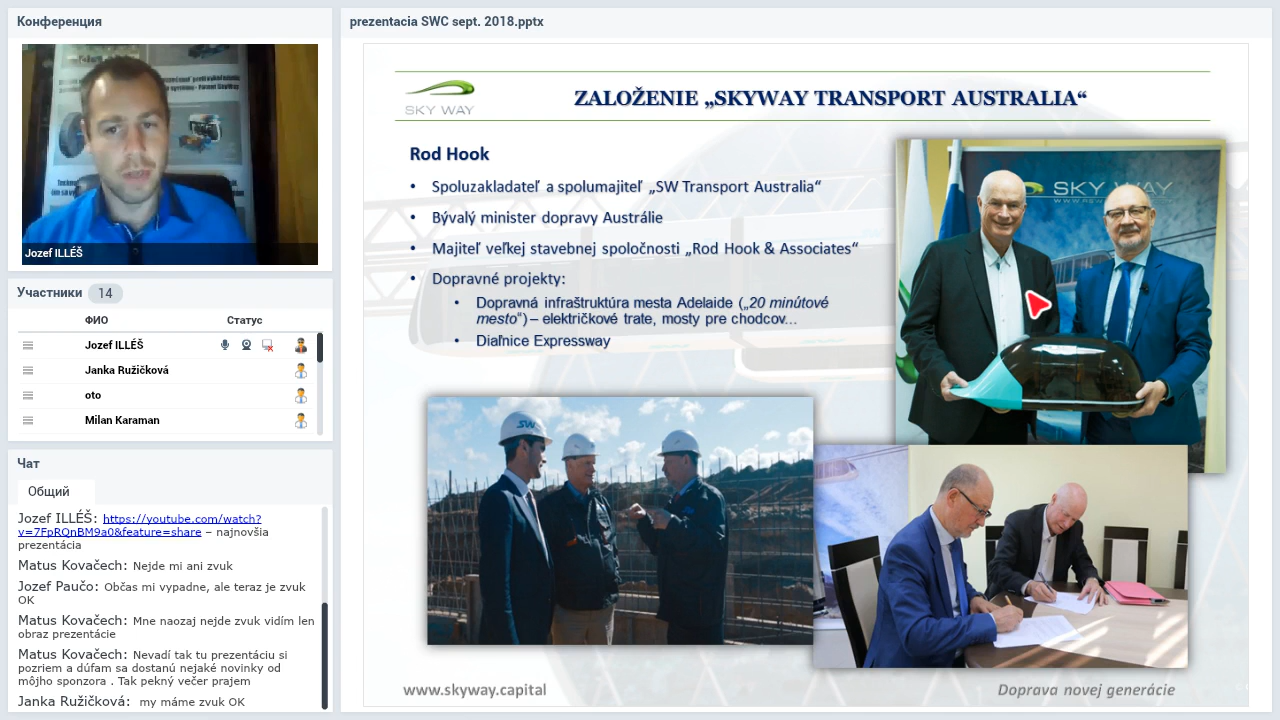 Конференция
Jozef ILLÉŠ
Участники 14
ФИО Статус
Jozef ILLÉŠ
Janka Ružičková
oto
Milan Karaman
Чат
Общий
Jozef ILLÉŠ: https://youtube.com/watch?
v=7FpRQnBM9a0&feature=share – najnovšia
prezentácia
Matus Kovačech: Nejde mi ani zvuk
Jozef Paučo: Občas mi vypadne, ale teraz je zvuk
OK
Matus Kovačech: Mne naozaj nejde zvuk vidím len
obraz prezentácie
Matus Kovačech: Nevadí tak tu prezentáciu si
pozriem a dúfam sa dostanú nejaké novinky od
môjho sponzora . Tak pekný večer prajem
Janka Ružičková: my máme zvuk OK
prezentacia SWC sept. 2018.pptx
SKY WAY
ZALOŽENIE „SKYWAY TRANSPORT AUSTRALIA“
Rod Hook
• Spoluzakladateľ a spolumajiteľ „SW Transport Australia“
• Bývalý minister dopravy Austrálie
• Majiteľ veľkej stavebnej spoločnosti „Rod Hook & Associates“
• Dopravné projekty:
• Dopravná infraštruktúra mesta Adelaide („20 minútové
mesto“) – električkové trate, mosty pre chodcov...
• Diaľnice Expressway
SKY WAY
SW
www.skyway.capital
Doprava novej generácie